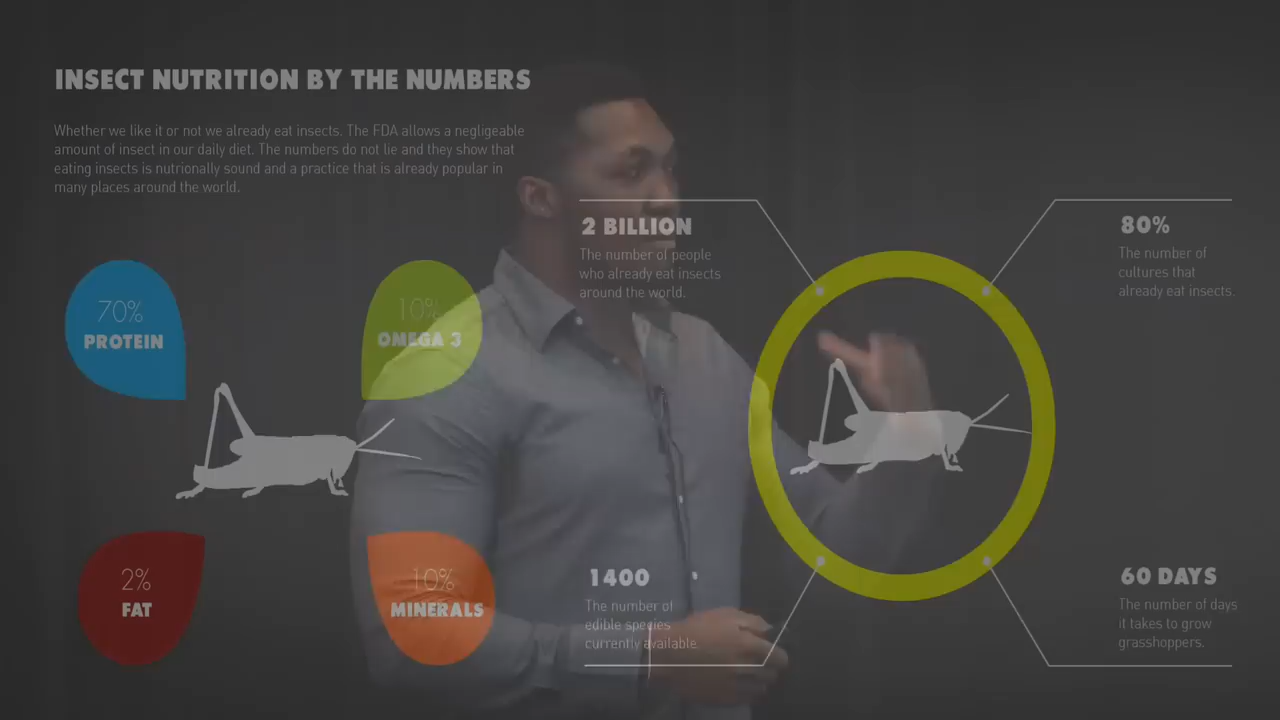 INSECT NUTRITION BY THE NUMBERS
Whether we like it or not we already eat insects. The FDA allows a negligeable
amount of insect in our daily diet. The numbers do not lie and they show that
eating insects is nutrionally sound and a practice that is already popular in
many places around the world.
70%
PROTEIN
10%
OMEGA 3
2%
FAT
10%
MINERALS
2 BILLION
The number of people
who already eat insects
around the world.
80%
The number of
cultures that
already eat insects.
1400
The number of
edible species
currently available.
60 DAYS
The number of days
it takes to grow
grasshoppers.